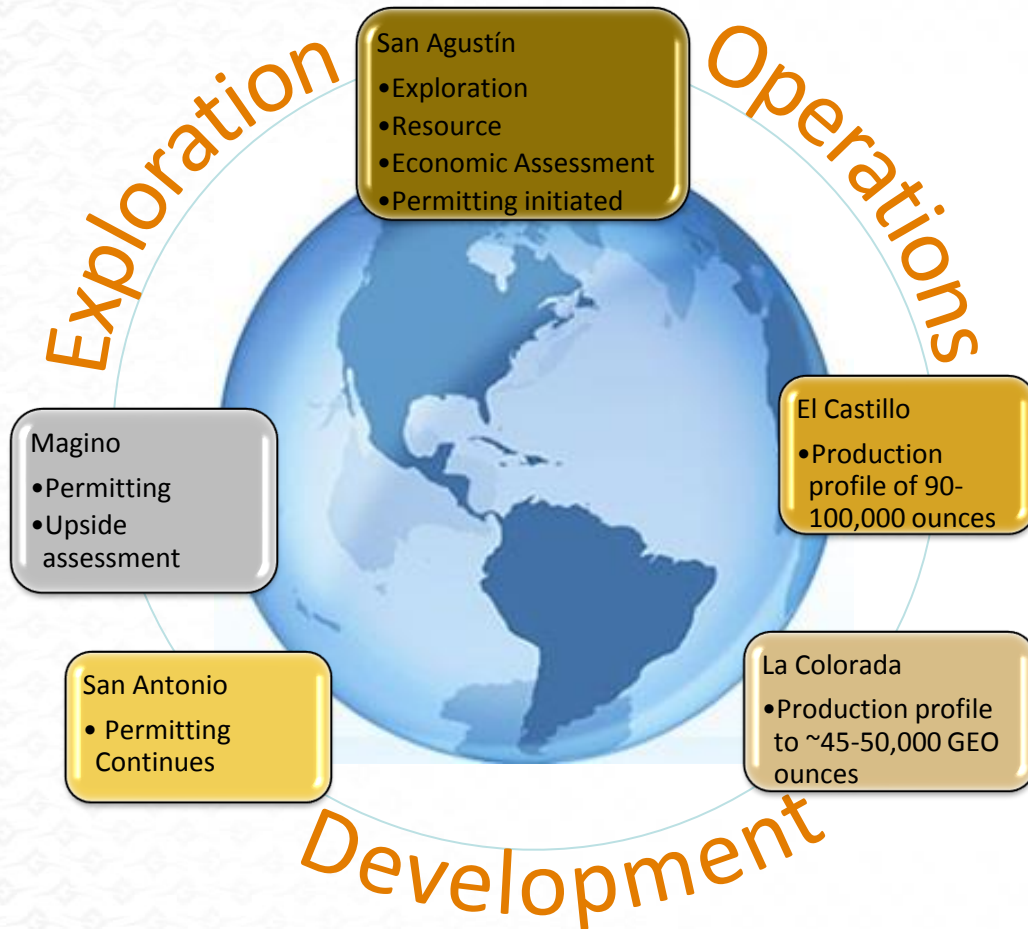 Exploration
Operations
San Agustín
•Exploration
•Resource
•Economic Assessment
•Permitting initiated
El Castillo
•Production
profile of 90-
100,000 ounces
Magino
•Permitting
•Upside
assessment
La Colorada
•Production profile
to ~45-50,000 GEO
ounces
San Antonio
• Permitting
Continues
Development